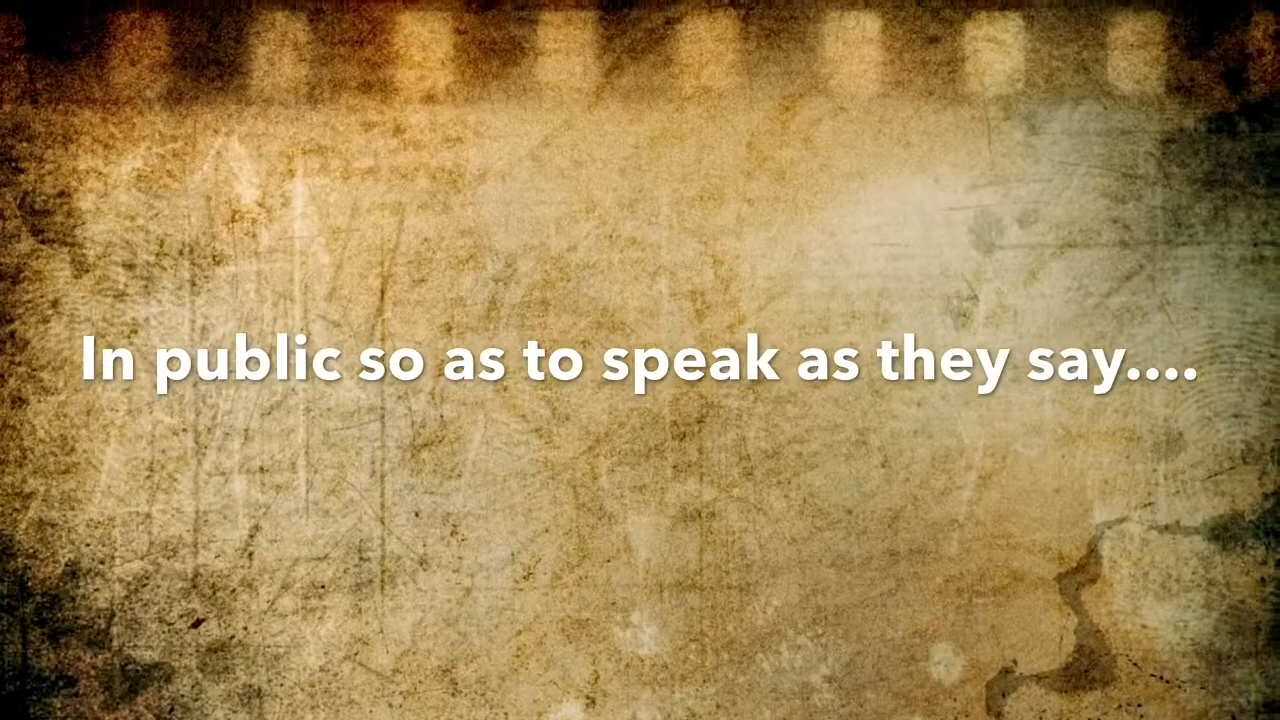 In public so as to speak as they say....